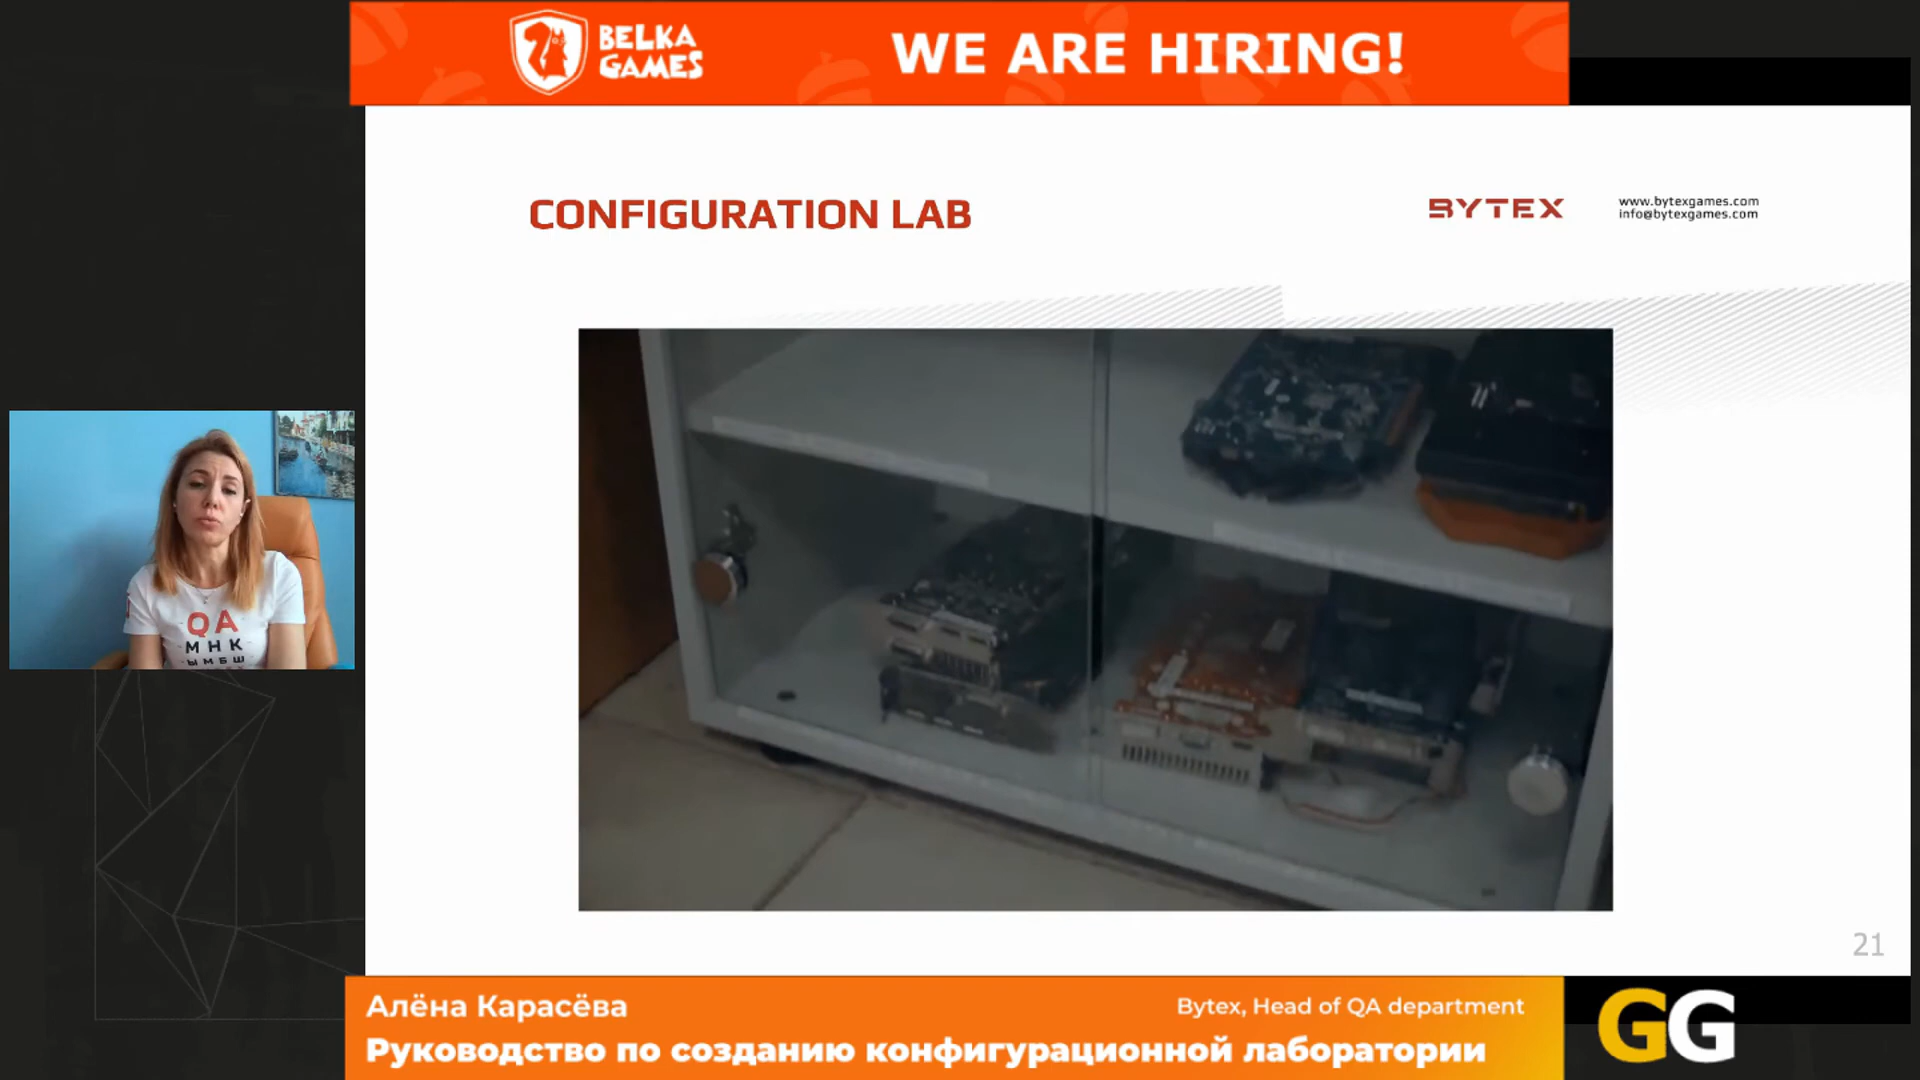 BELKA
GAMES
WE ARE HIRING!
CONFIGURATION LAB
BYTEX
www.bytexgames.com
info@bytexgames.com
QA
МНК
ЫМБШ
21
Алёна Карасёва
Bytex, Head of QA department
Руководство по созданию конфигурационной лаборатории
GG